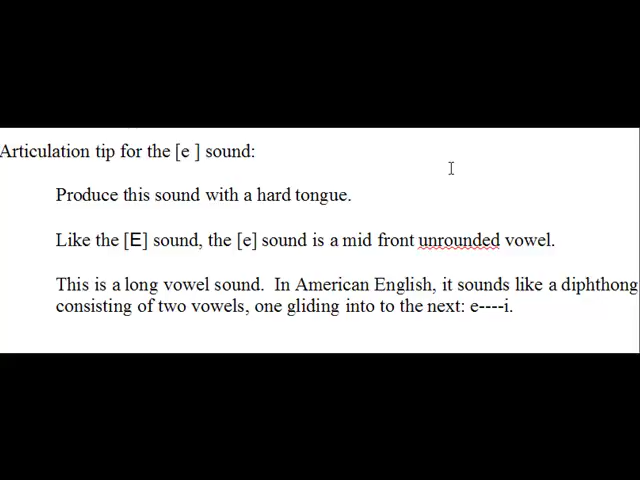 Articulation tip for the [e ] sound:
Produce this sound with a hard tongue.
Like the [E] sound, the [e] sound is a mid front unrounded vowel.
This is a long vowel sound.  In American English, it sounds like a diphthong
consisting of two vowels, one gliding into to the next: e----i.